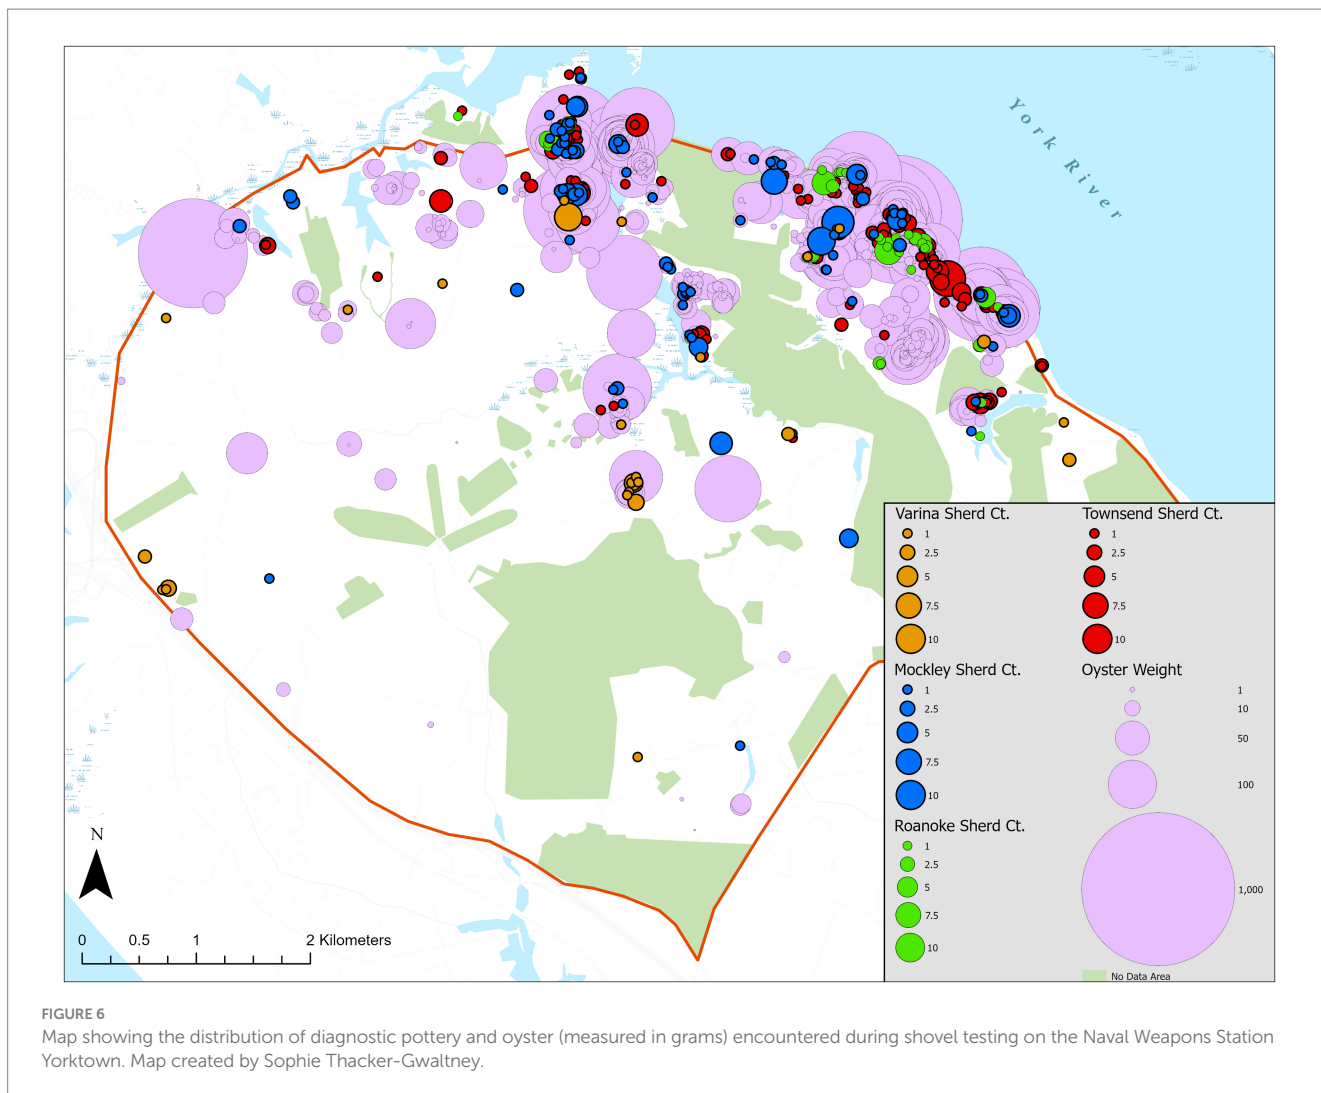 York River
Varina Sherd Ct.
1
2.5
5
7.5
10
Townsend Sherd Ct.
1
2.5
5
7.5
10
Mockley Sherd Ct.
1
2.5
5
7.5
10
Oyster Weight
1
10
50
100
1,000
Roanoke Sherd Ct.
1
2.5
5
7.5
10
No Data Area
N
0 0.5 1 2 Kilometers
FIGURE 6
Map showing the distribution of diagnostic pottery and oyster (measured in grams) encountered during shovel testing on the Naval Weapons Station
Yorktown. Map created by Sophie Thacker-Gwaltney.